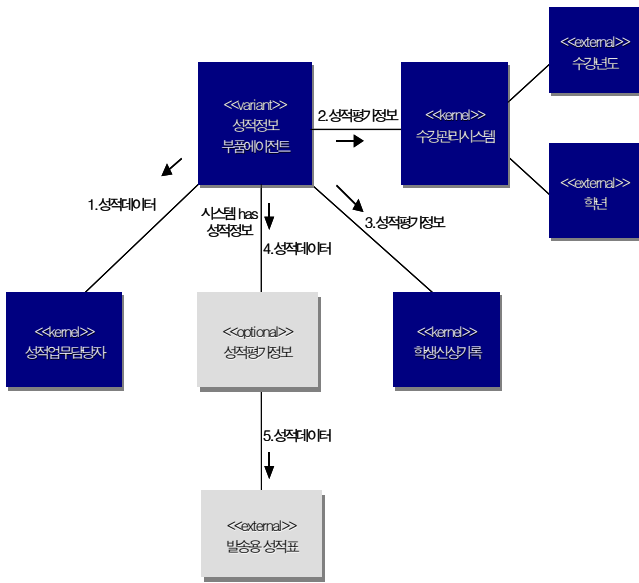 <<external>>
수강년도
<<variant>>
성적정보
부품에이전트
2.성적평가정보
<<kernel>>
수강관리시스템
<<external>>
학년
1.성적데이터
시스템 has
성적정보
3.성적평가정보
4.성적데이터
<<kernel>>
성적업무담당자
<<optional>>
성적평가정보
<<kernel>>
학생신상기록
5.성적데이터
<<external>>
발송용 성적표